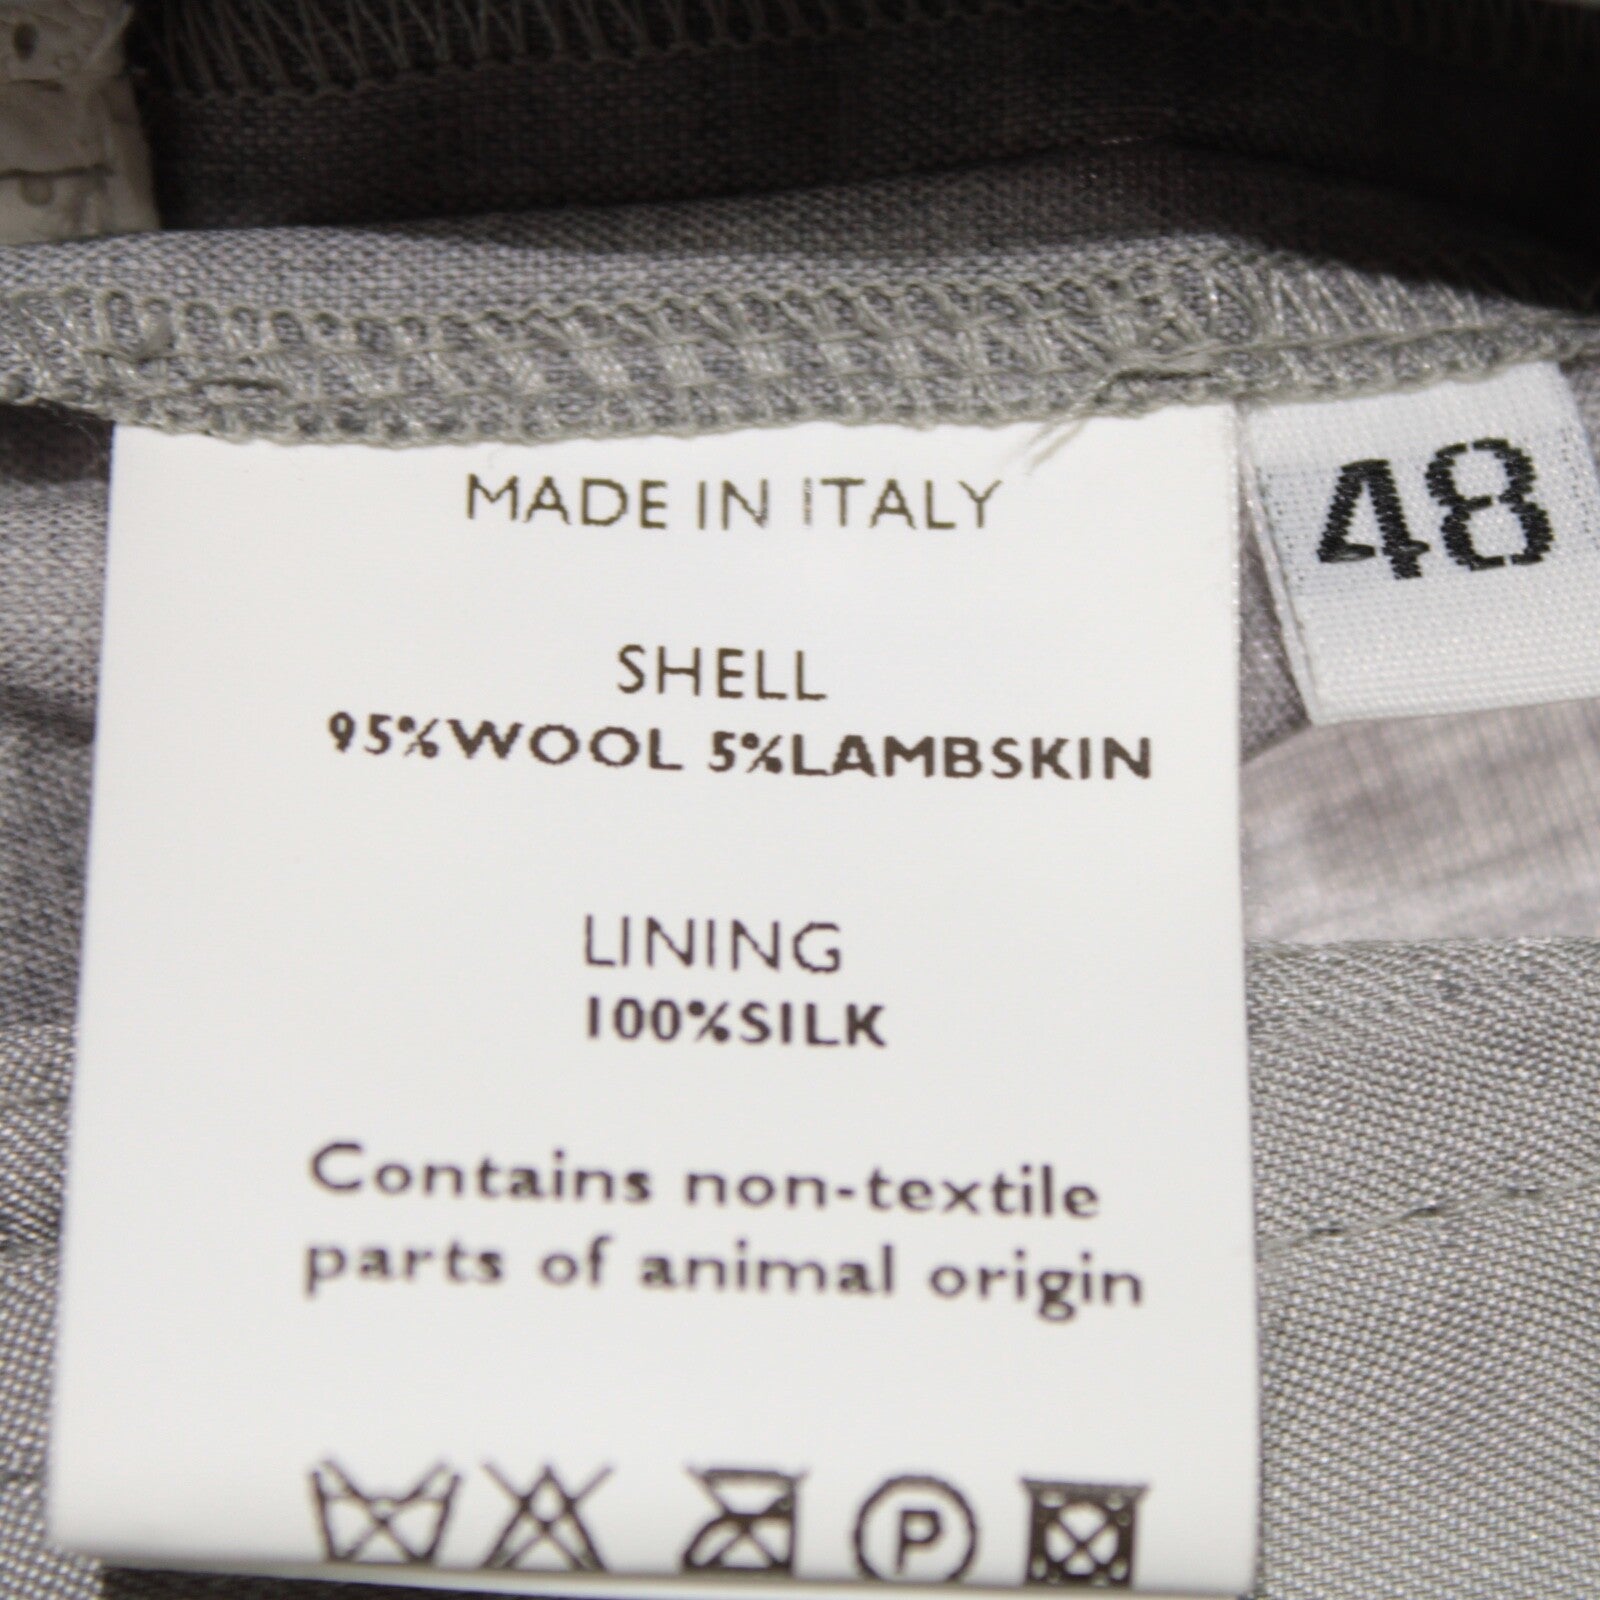 MADE IN ITALY
48
SHELL
95%WOOL 5%LAMBSKIN
LINING
100%SILK
Contains non-textile
parts of animal origin
P